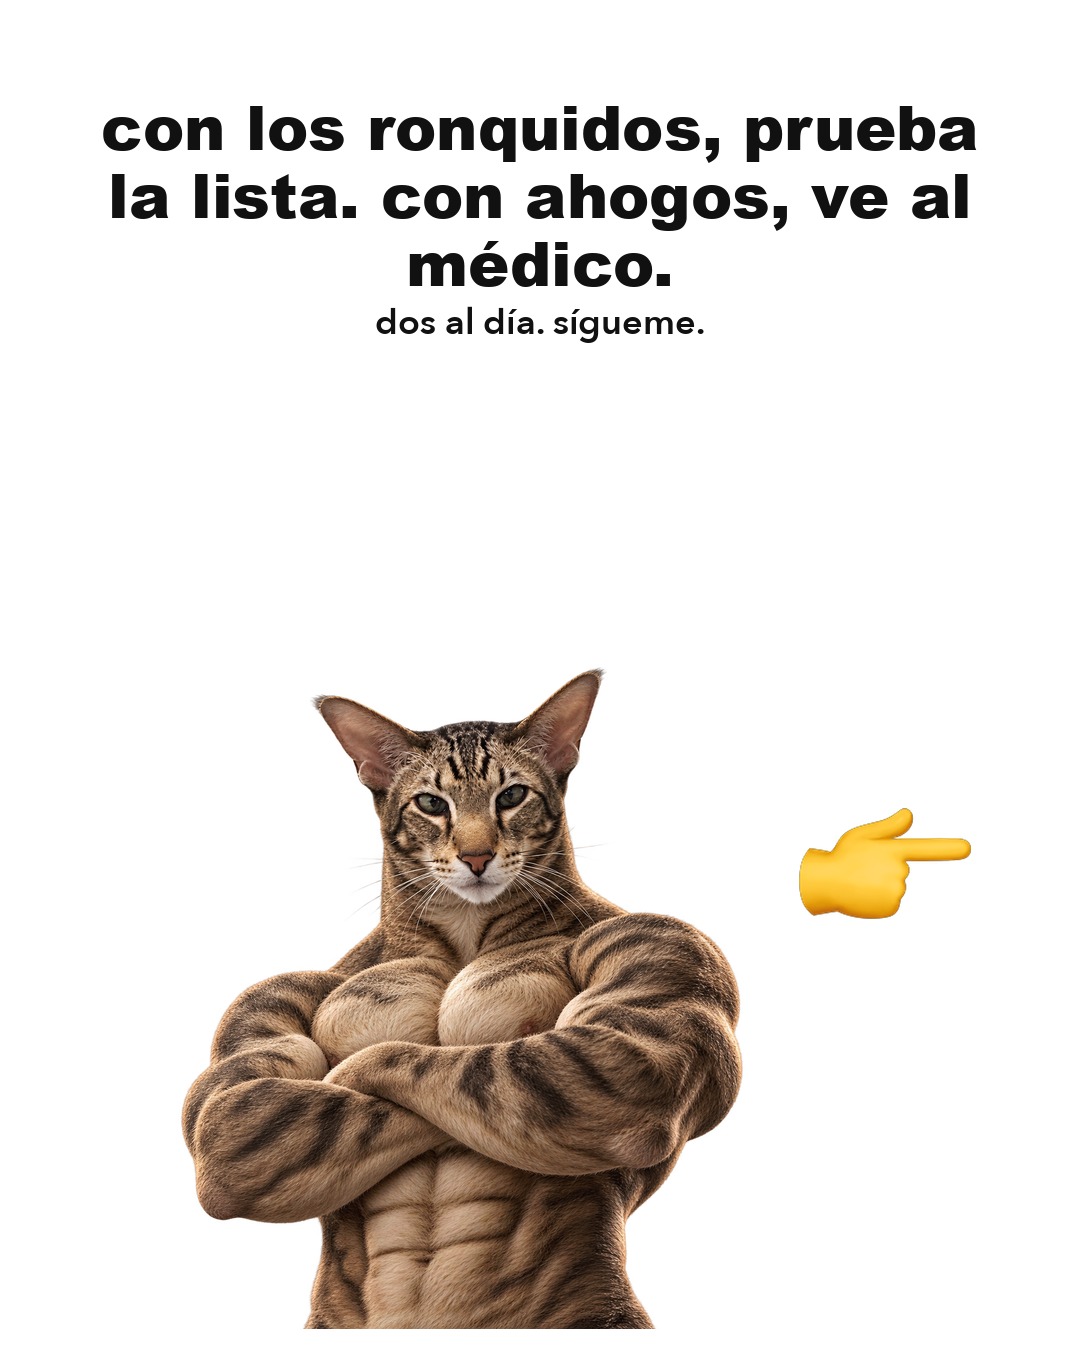 con los ronquidos, prueba
la lista. con ahogos, ve al
médico.
dos al día. sígueme.